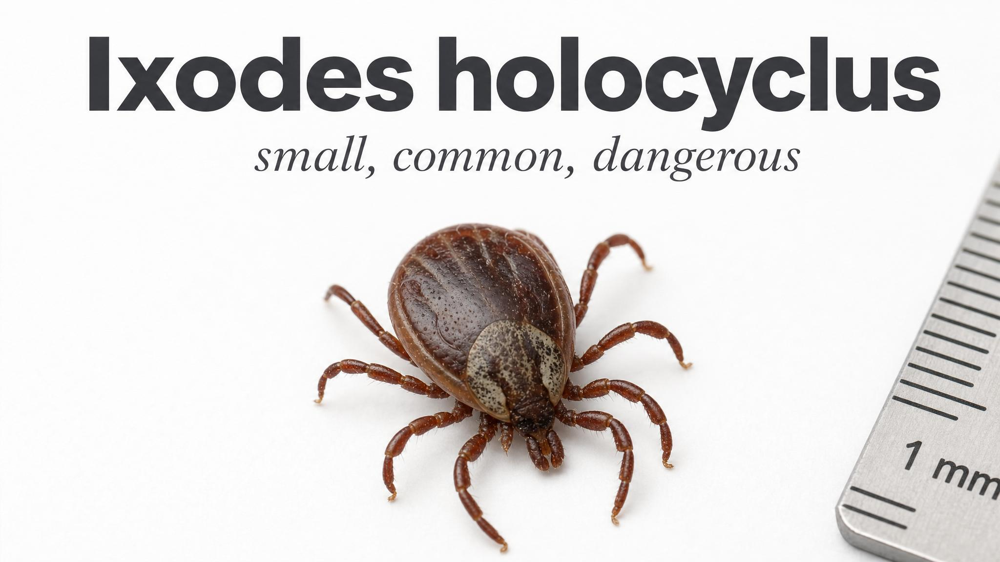 Ixodes holocyclus
small, common, dangerous
1 mm